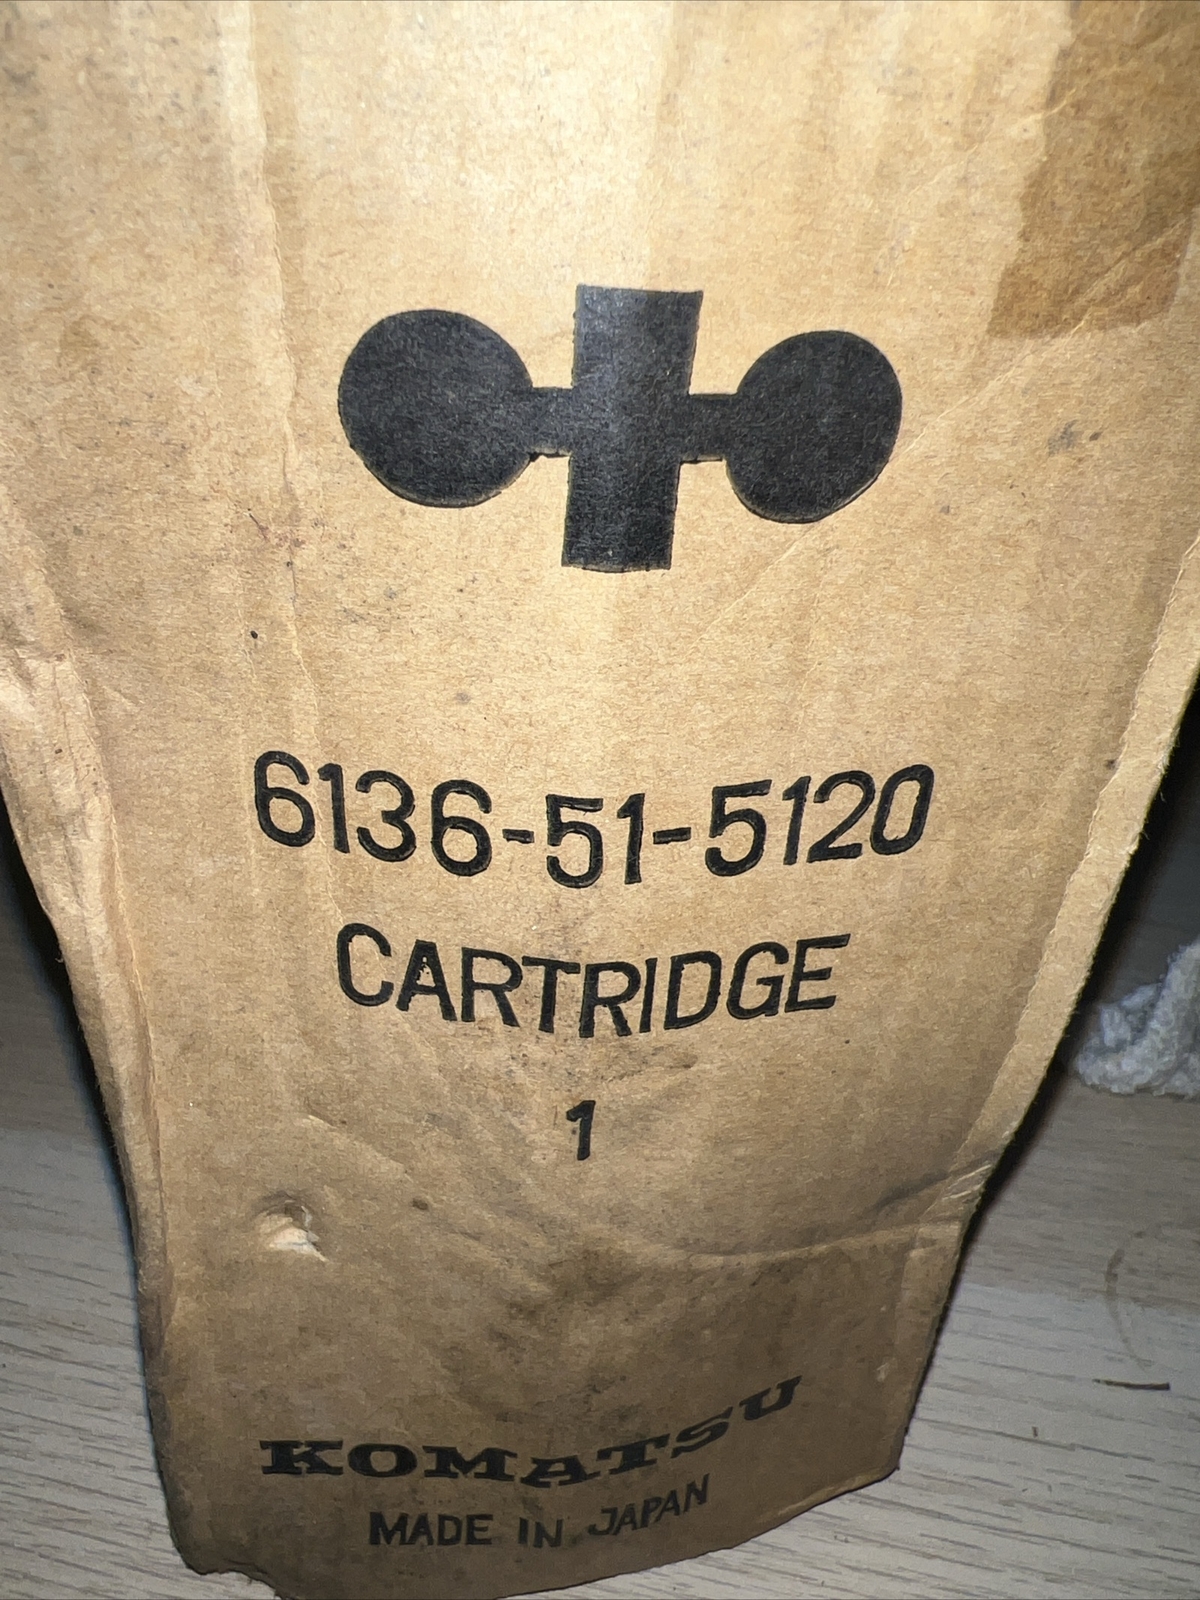 6136-51-5120
CARTRIDGE
1
KOMATSU
MADE IN JAPAN